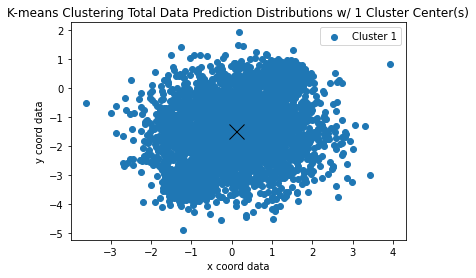 K-means Clustering Total Data Prediction Distributions w/ 1 Cluster Center(s)
Cluster 1
2
1
0
−1
−2
−3
−4
−5
y coord data
−3 −2 −1 0 1 2 3 4
x coord data